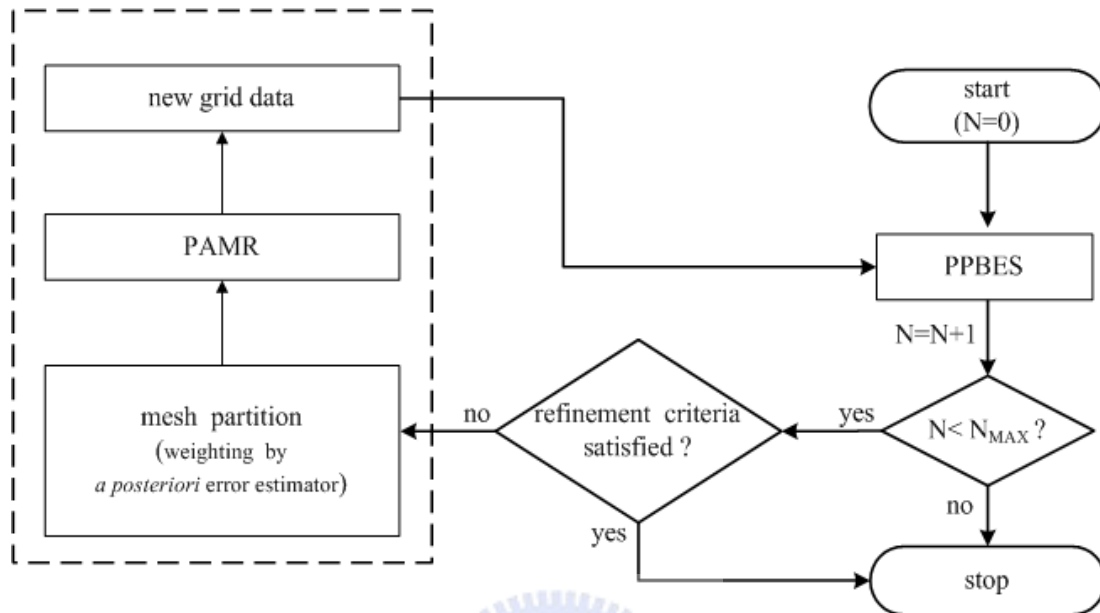 start
(N=0)
PPBES
N=N+1
N< N_MAX ?
yes
no
refinement criteria
satisfied ?
no
yes
stop
mesh partition
(weighting by
a posteriori error estimator)
PAMR
new grid data